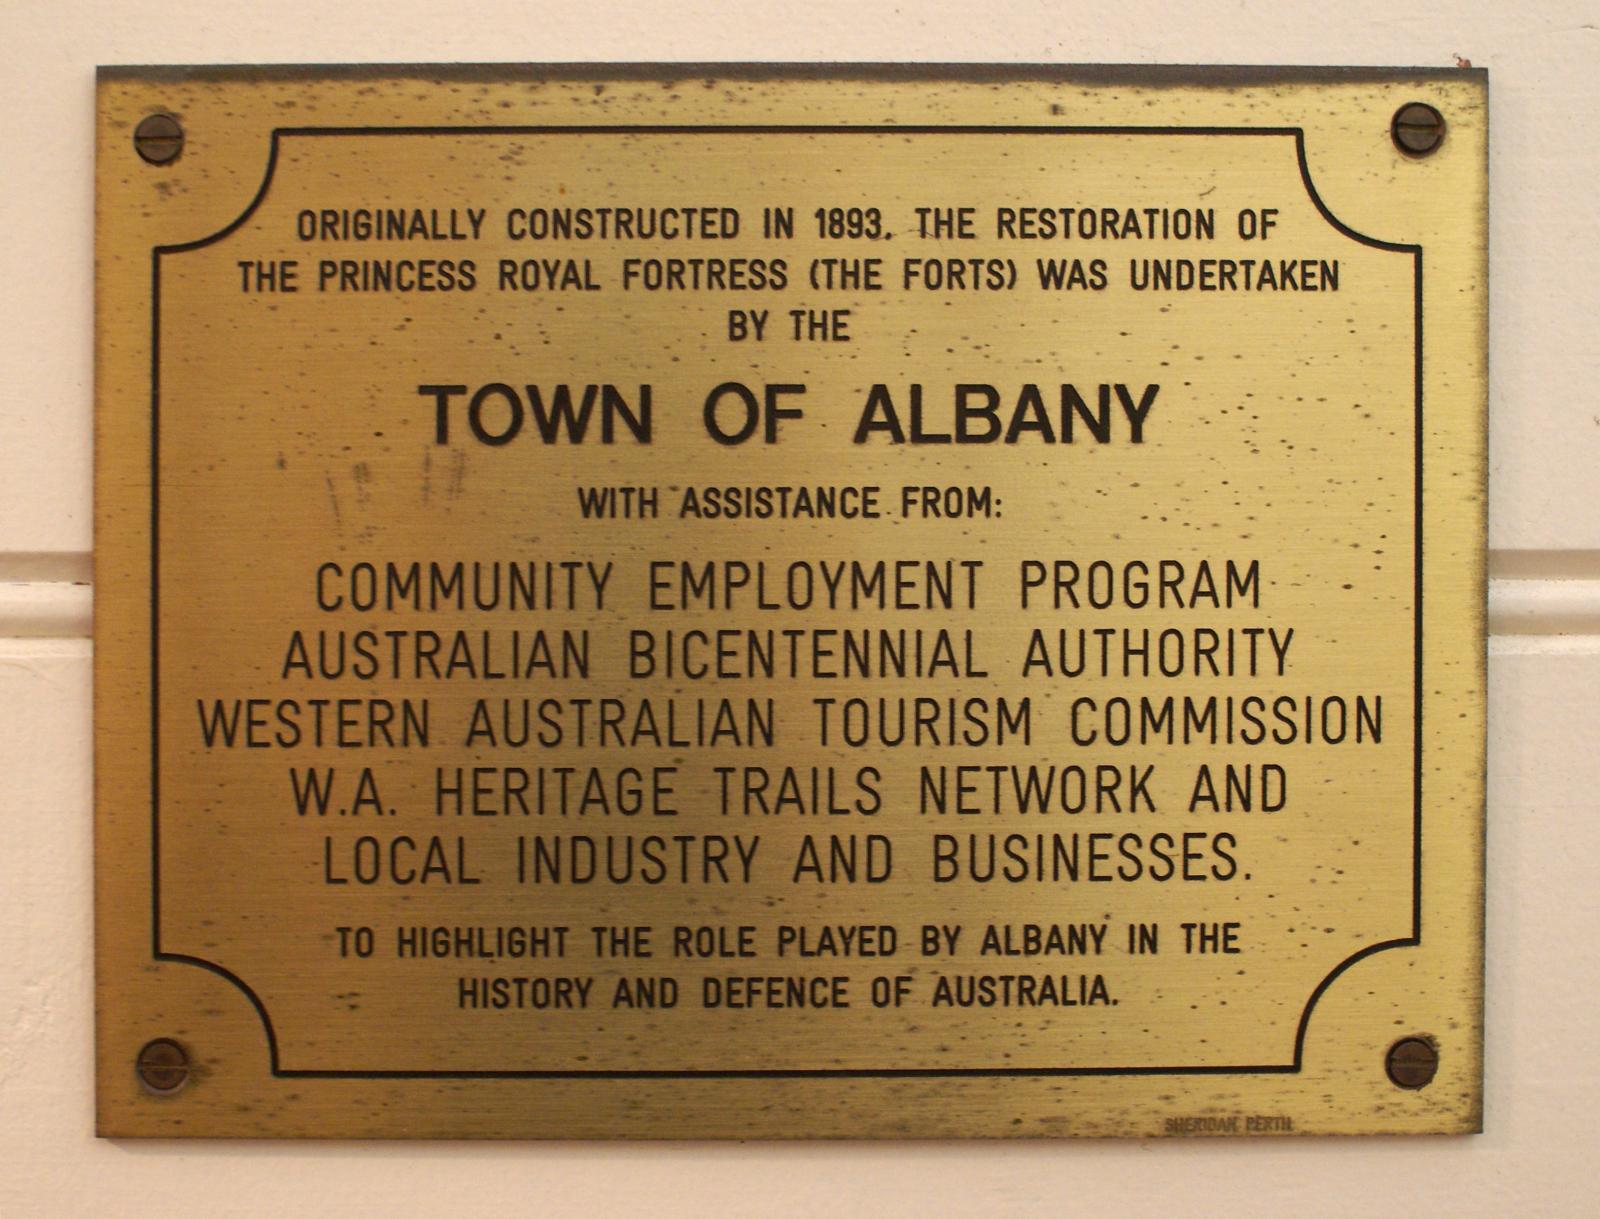 ORIGINALLY CONSTRUCTED IN 1893. THE RESTORATION OF
THE PRINCESS ROYAL FORTRESS (THE FORTS) WAS UNDERTAKEN
BY THE
TOWN OF ALBANY
WITH ASSISTANCE FROM:
COMMUNITY EMPLOYMENT PROGRAM
AUSTRALIAN BICENTENNIAL AUTHORITY
WESTERN AUSTRALIAN TOURISM COMMISSION
W.A. HERITAGE TRAILS NETWORK AND
LOCAL INDUSTRY AND BUSINESSES.
TO HIGHLIGHT THE ROLE PLAYED BY ALBANY IN THE
HISTORY AND DEFENCE OF AUSTRALIA.
SHERIDAN PERTH